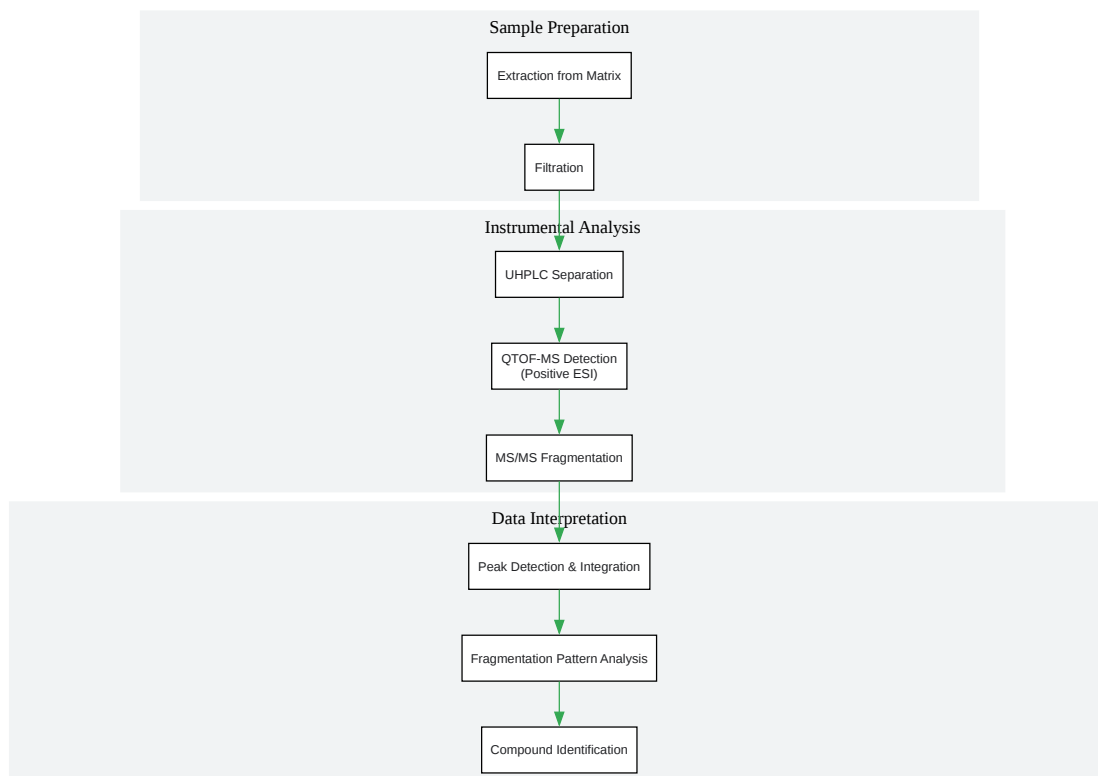 Sample Preparation
Extraction from Matrix
Filtration
Instrumental Analysis
UHPLC Separation
QTOF-MS Detection
(Positive ESI)
MS/MS Fragmentation
Data Interpretation
Peak Detection & Integration
Fragmentation Pattern Analysis
Compound Identification